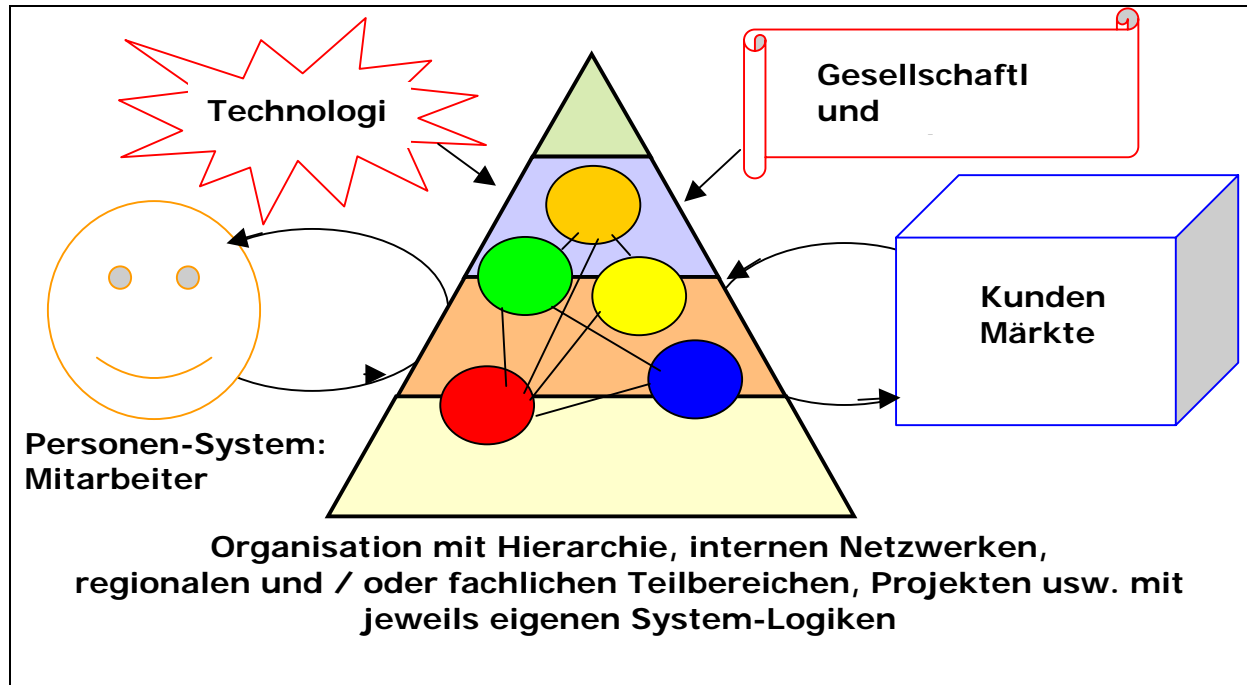 Technologi
Gesellschaftl
und
Kunden
Märkte
Personen-System:
Mitarbeiter
Organisation mit Hierarchie, internen Netzwerken,
regionalen und / oder fachlichen Teilbereichen, Projekten usw. mit
jeweils eigenen System-Logiken